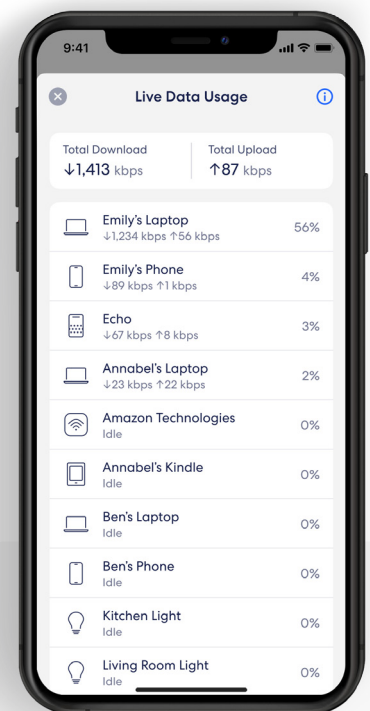 9:41
Live Data Usage
Total Download
↓1,413 kbps
Total Upload
↑87 kbps
Emily's Laptop
↓1,234 kbps ↑56 kbps
56%
Emily's Phone
↓89 kbps ↑1 kbps
4%
Echo
↓67 kbps ↑8 kbps
3%
Annabel's Laptop
↓23 kbps ↑22 kbps
2%
Amazon Technologies
Idle
0%
Annabel's Kindle
Idle
0%
Ben's Laptop
Idle
0%
Ben's Phone
Idle
0%
Kitchen Light
Idle
0%
Living Room Light
Idle
0%